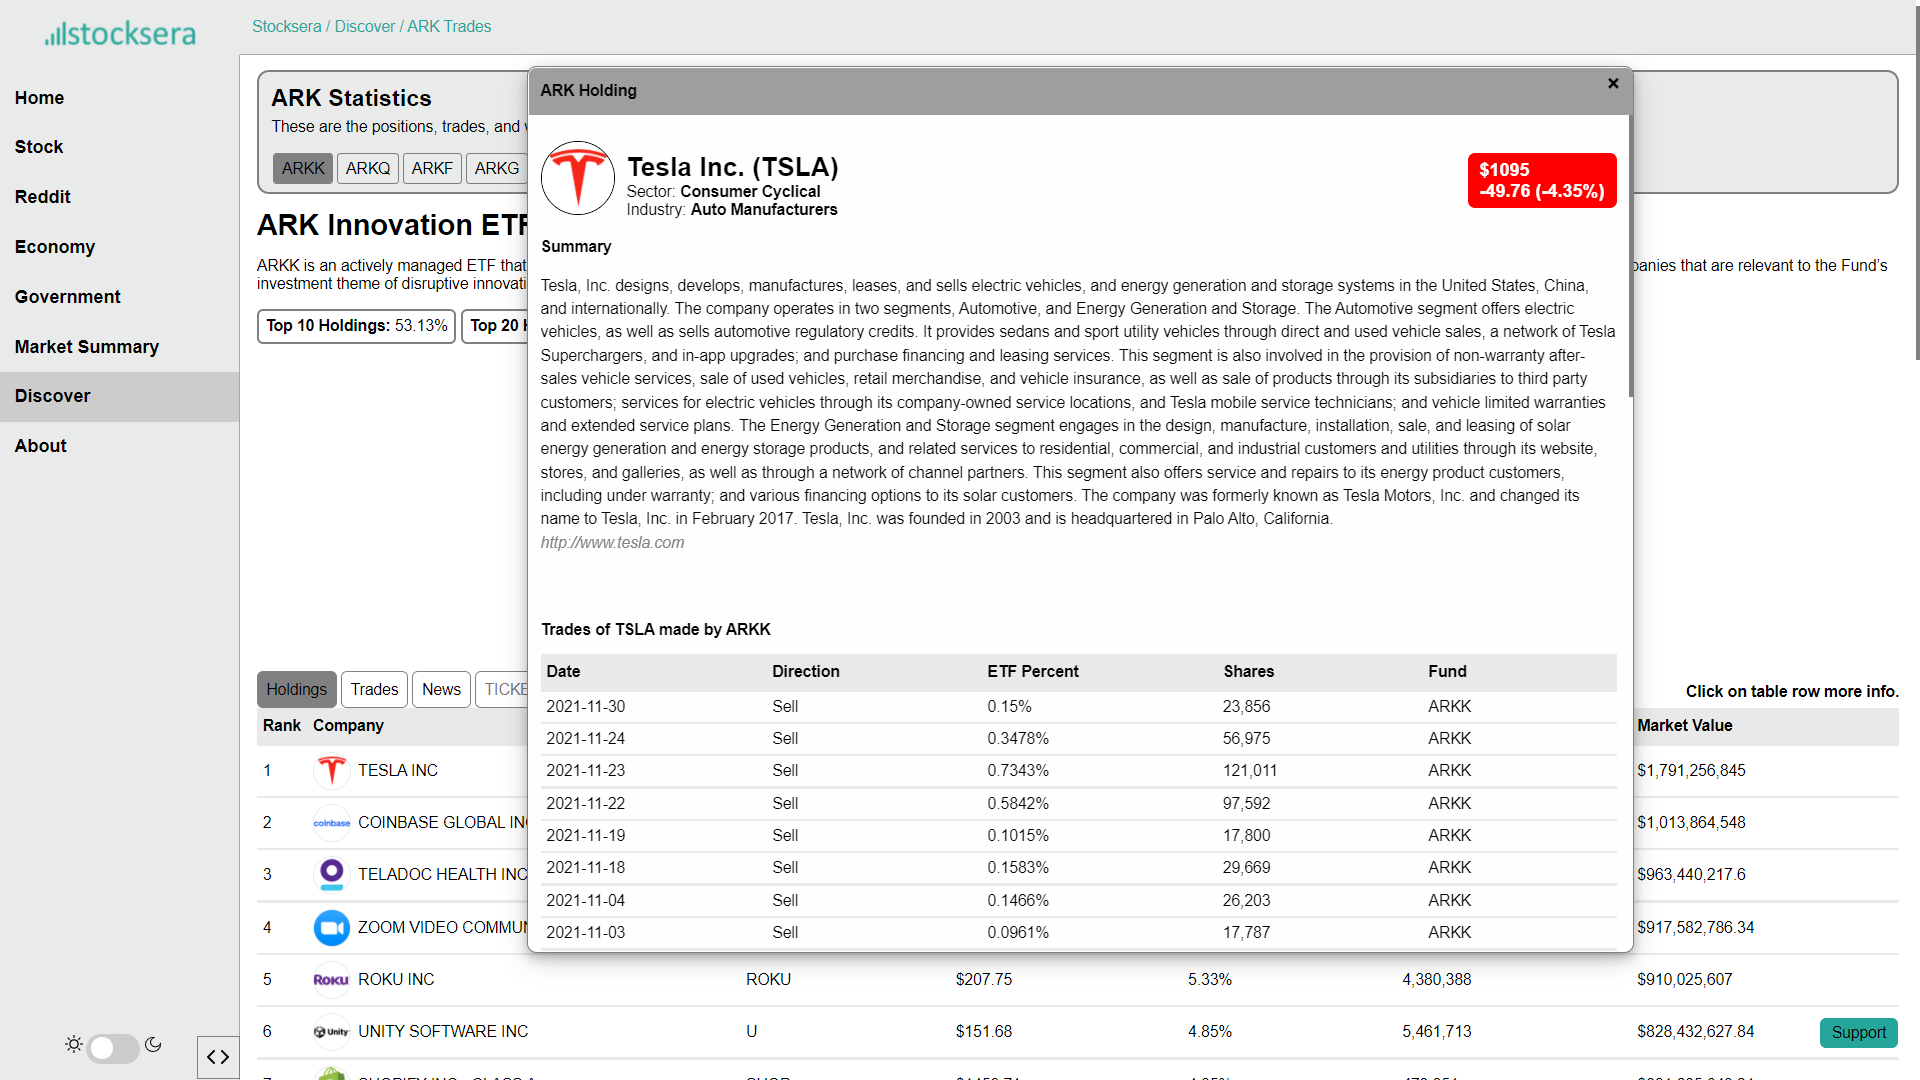 stocksera
Stocksera / Discover / ARK Trades
Home
Stock
Reddit
Economy
Government
Market Summary
Discover
About
ARK Statistics
These are the positions, trades, and
ARKK ARKQ ARKF ARKG
ARK Innovation ETF
ARKK is an actively managed ETF that
panies that are relevant to the Fund's
investment theme of disruptive innovati
Top 10 Holdings: 53.13% Top 20
ARK Holding ×
Tesla Inc. (TSLA)
Sector: Consumer Cyclical
Industry: Auto Manufacturers
$1095
-49.76 (-4.35%)
Summary
Tesla, Inc. designs, develops, manufactures, leases, and sells electric vehicles, and energy generation and storage systems in the United States, China,
and internationally. The company operates in two segments, Automotive, and Energy Generation and Storage. The Automotive segment offers electric
vehicles, as well as sells automotive regulatory credits. It provides sedans and sport utility vehicles through direct and used vehicle sales, a network of Tesla
Superchargers, and in-app upgrades; and purchase financing and leasing services. This segment is also involved in the provision of non-warranty after-
sales vehicle services, sale of used vehicles, retail merchandise, and vehicle insurance, as well as sale of products through its subsidiaries to third party
customers; services for electric vehicles through its company-owned service locations, and Tesla mobile service technicians; and vehicle limited warranties
and extended service plans. The Energy Generation and Storage segment engages in the design, manufacture, installation, sale, and leasing of solar
energy generation and energy storage products, and related services to residential, commercial, and industrial customers and utilities through its website,
stores, and galleries, as well as through a network of channel partners. This segment also offers service and repairs to its energy product customers,
including under warranty; and various financing options to its solar customers. The company was formerly known as Tesla Motors, Inc. and changed its
name to Tesla, Inc. in February 2017. Tesla, Inc. was founded in 2003 and is headquartered in Palo Alto, California.
http://www.tesla.com
Trades of TSLA made by ARKK
Date Direction ETF Percent Shares Fund
2021-11-30 Sell 0.15% 23,856 ARKK
2021-11-24 Sell 0.3478% 56,975 ARKK
2021-11-23 Sell 0.7343% 121,011 ARKK
2021-11-22 Sell 0.5842% 97,592 ARKK
2021-11-19 Sell 0.1015% 17,800 ARKK
2021-11-18 Sell 0.1583% 29,669 ARKK
2021-11-04 Sell 0.1466% 26,203 ARKK
2021-11-03 Sell 0.0961% 17,787 ARKK
Holdings Trades News TICKE
Click on table row more info.
Rank Company Market Value
1 TESLA INC $1,791,256,845
2 coinbase COINBASE GLOBAL INC $1,013,864,548
3 TELADOC HEALTH INC $963,440,217.6
4 ZOOM VIDEO COMMUN $917,582,786.34
5 ROKU ROKU INC ROKU $207.75 5.33% 4,380,388 $910,025,607
6 Unity UNITY SOFTWARE INC U $151.68 4.85% 5,461,713 $828,432,627.84
Support